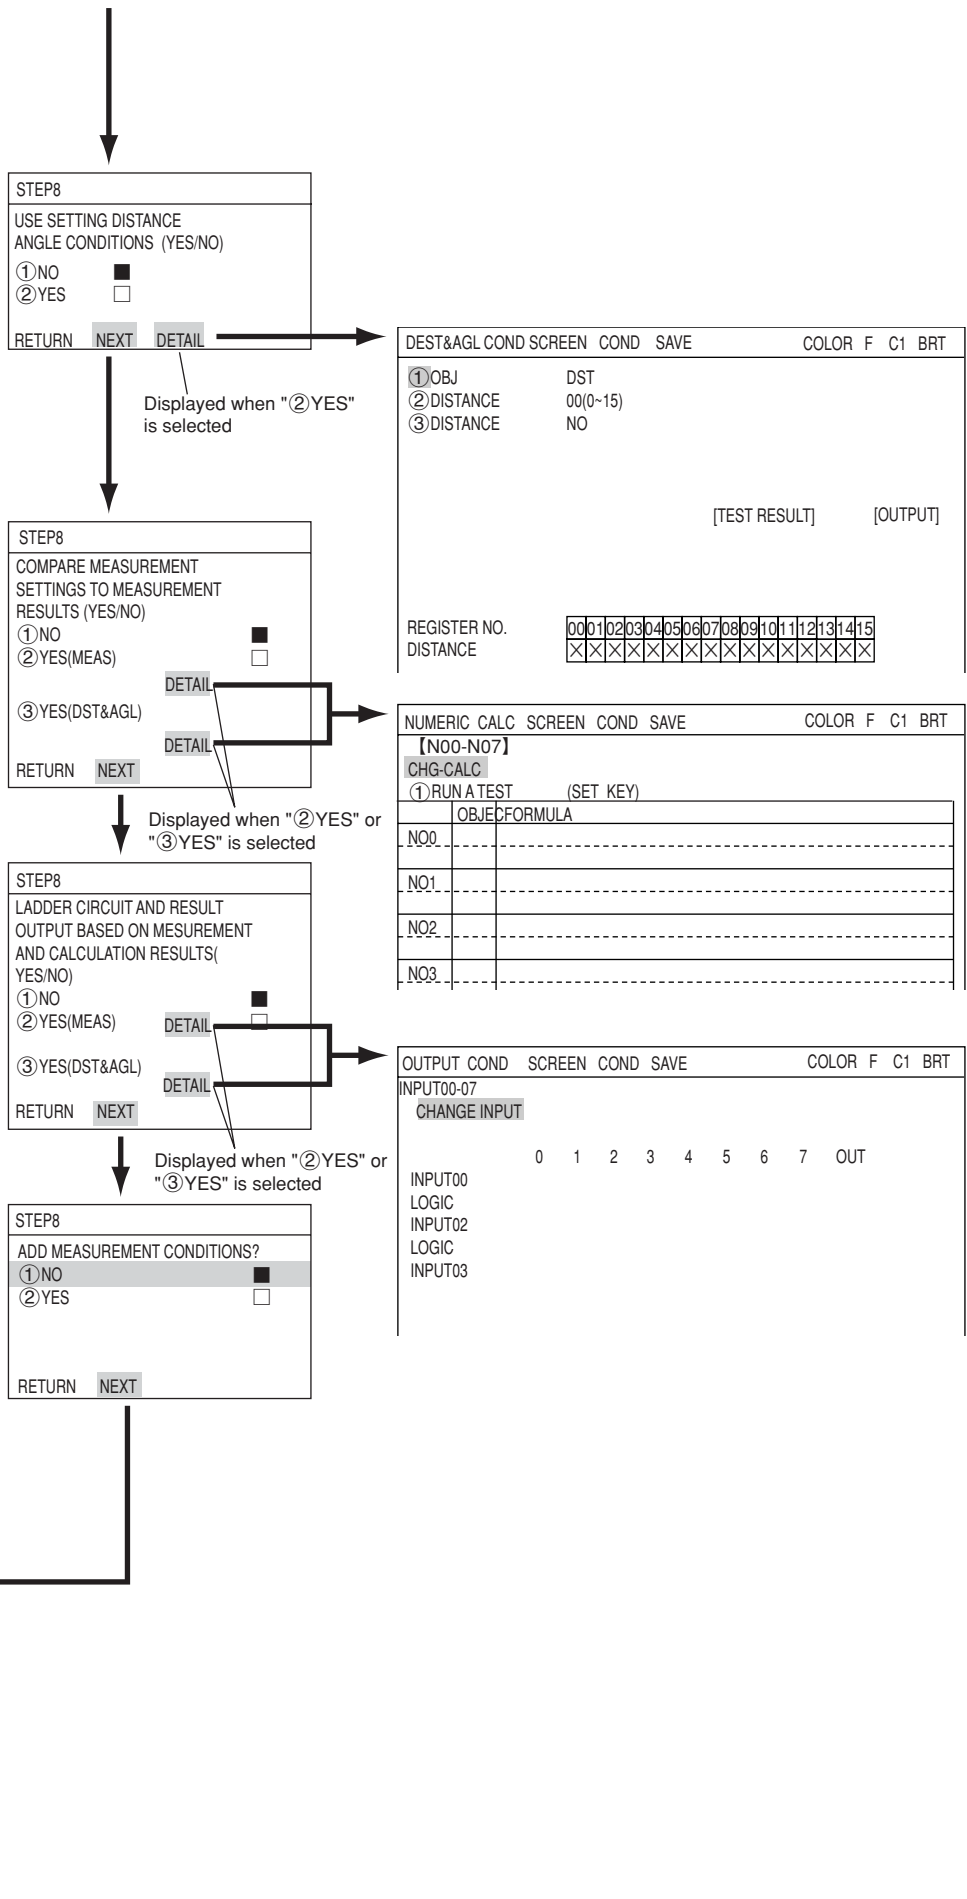 STEP8
USE SETTING DISTANCE
ANGLE CONDITIONS (YES/NO)
①NO ■
②YES □
RETURN NEXT DETAIL
Displayed when "②YES"
is selected
DEST&AGL COND SCREEN COND SAVE COLOR F C1 BRT
①OBJ DST
②DISTANCE 00(0~15)
③DISTANCE NO
[TEST RESULT] [OUTPUT]
REGISTER NO. 00 01 02 03 04 05 06 07 08 09 10 11 12 13 14 15
DISTANCE × × × × × × × × × × × × × × × ×
STEP8
COMPARE MEASUREMENT
SETTINGS TO MEASUREMENT
RESULTS (YES/NO)
①NO ■
②YES(MEAS) □
DETAIL
③YES(DST&AGL)
DETAIL
RETURN NEXT
Displayed when "②YES" or
"③YES" is selected
NUMERIC CALC SCREEN COND SAVE COLOR F C1 BRT
【N00-N07】
CHG-CALC
①RUN A TEST (SET KEY)
OBJECFORMULA
NO0
NO1
NO2
NO3
STEP8
LADDER CIRCUIT AND RESULT
OUTPUT BASED ON MESUREMENT
AND CALCULATION RESULTS(
YES/NO)
①NO ■
②YES(MEAS) DETAIL □
③YES(DST&AGL)
DETAIL
RETURN NEXT
Displayed when "②YES" or
"③YES" is selected
OUTPUT COND SCREEN COND SAVE COLOR F C1 BRT
INPUT00-07
CHANGE INPUT
0 1 2 3 4 5 6 7 OUT
INPUT00
LOGIC
INPUT02
LOGIC
INPUT03
STEP8
ADD MEASUREMENT CONDITIONS?
①NO ■
②YES □
RETURN NEXT